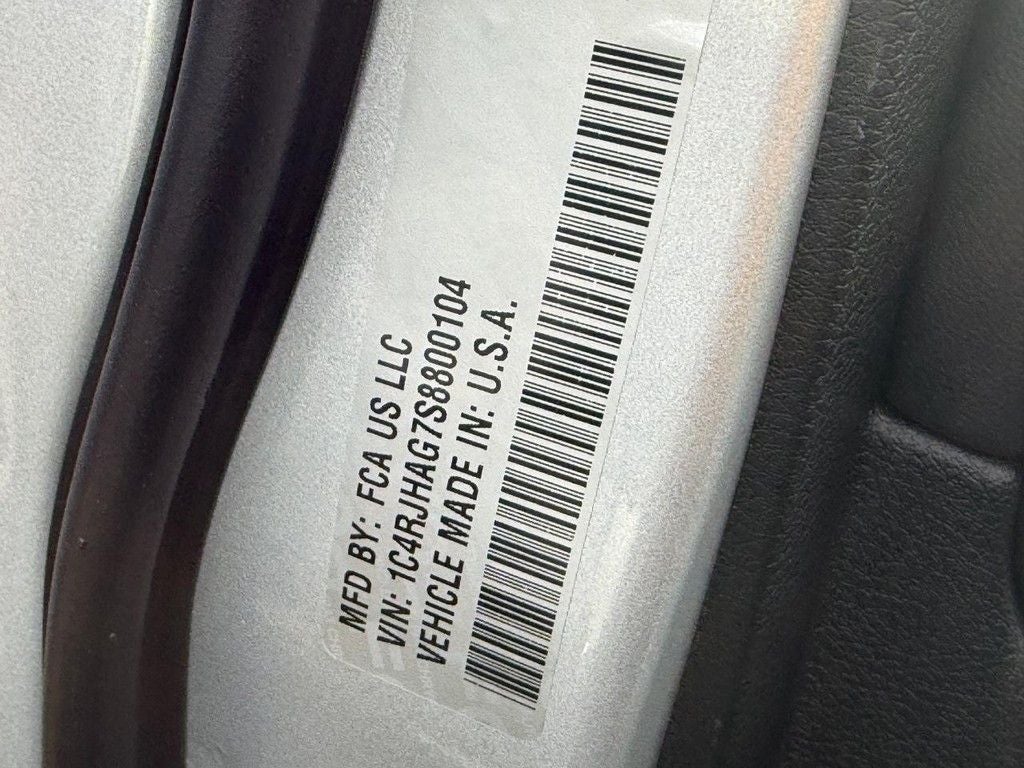 MFD BY: FCA US LLC
VIN: 1C4RJHAG7S8800104
VEHICLE MADE IN: U.S.A.